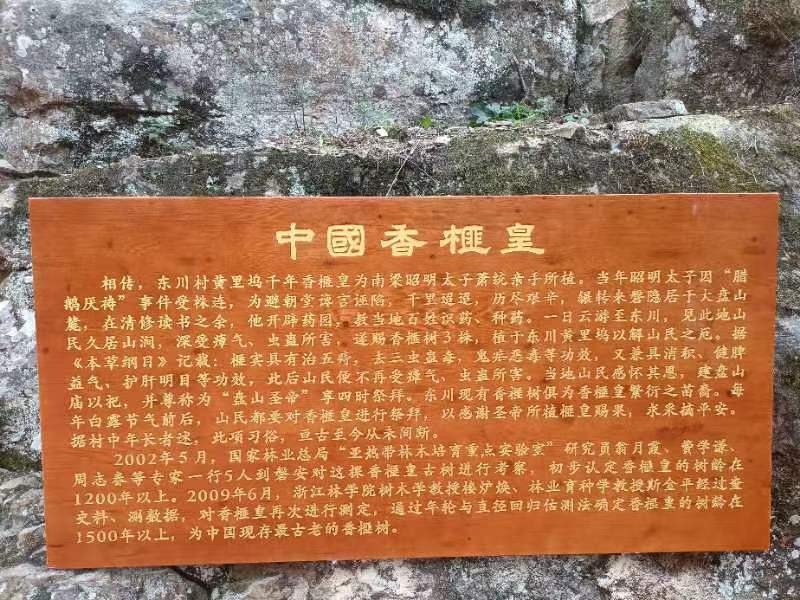 中國香榧皇
相传，东川村黄里坞千年香榧皇为南梁昭明太子萧统亲手所植。当年昭明太子因“腊
鹅厌祷”事件受株连，为避朝堂谗言诬陷，千里迢迢，历尽艰辛，辗转来磐隐居于大盘山
麓，在清修读书之余，他开辟药园，教当地百姓识药、种药。一日云游至东川，见此地山
民久居山涧，深受瘴气、虫蛊所害，遂赐香榧树3株，植于东川黄里坞以解山民之厄。据
《本草纲目》记载：榧实具有治五痔，去三虫蛊毒，鬼疰恶毒等功效，又兼具消积、健脾
益气、护肝明目等功效，此后山民便不再受瘴气、虫蛊所害。当地山民感怀其恩，建盘山
庙以祀，并尊称为“盘山圣帝”享四时祭拜。东川现有香榧树俱为香榧皇繁衍之苗裔。每
年白露节气前后，山民都要对香榧皇进行祭拜，以感谢圣帝所植榧皇赐果，求采摘平安。
据村中年长者述，此项习俗，亘古至今从未间断。
2002年5月，国家林业总局“亚热带林木培育重点实验室”研究员翁月霞、费学谦、
周志春等专家一行5人到磐安对这棵香榧皇古树进行考察，初步认定香榧皇的树龄在
1200年以上。2009年6月，浙江林学院树木学教授楼炉焕、林业育种学教授斯金平经过查
史料、测数据，对香榧皇再次进行测定，通过年轮与直径回归估测法确定香榧皇的树龄在
1500年以上，为中国现存最古老的香榧树。